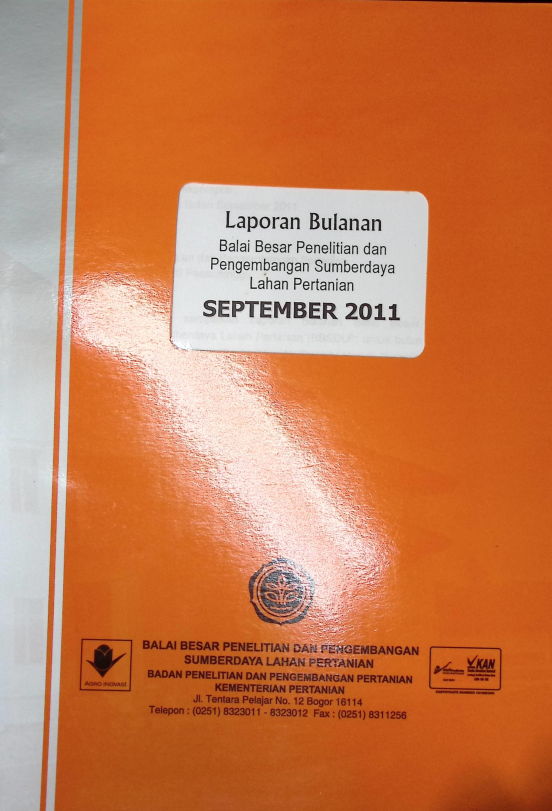 Laporan Bulanan
Balai Besar Penelitian dan
Pengembangan Sumberdaya
Lahan Pertanian
SEPTEMBER 2011
BALAI BESAR PENELITIAN DAN PENGEMBANGAN
SUMBERDAYA LAHAN PERTANIAN
BADAN PENELITIAN DAN PENGEMBANGAN PERTANIAN
KEMENTERIAN PERTANIAN
Jl. Tentara Pelajar No. 12 Bogor 16114
Telepon : (0251) 8323011 - 8323012 Fax : (0251) 8311256
AGRO INOVASI
KAN